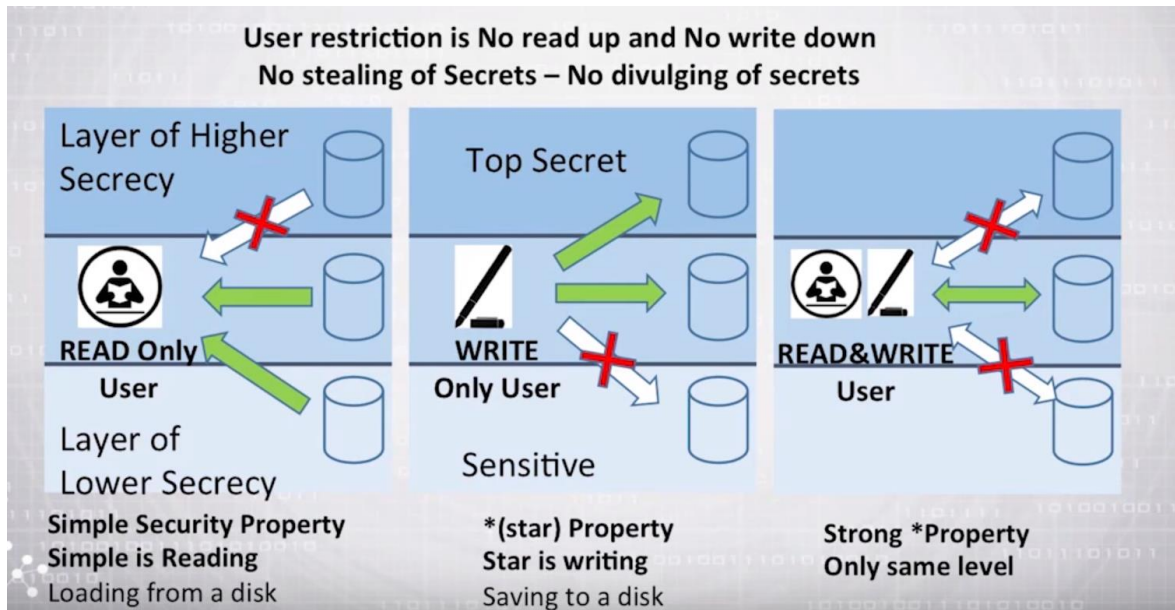 User restriction is No read up and No write down
No stealing of Secrets – No divulging of secrets
Layer of Higher
Secrecy
READ Only
User
Layer of
Lower Secrecy
Simple Security Property
Simple is Reading
Loading from a disk
Top Secret
WRITE
Only User
Sensitive
*(star) Property
Star is writing
Saving to a disk
READ&WRITE
User
Strong *Property
Only same level